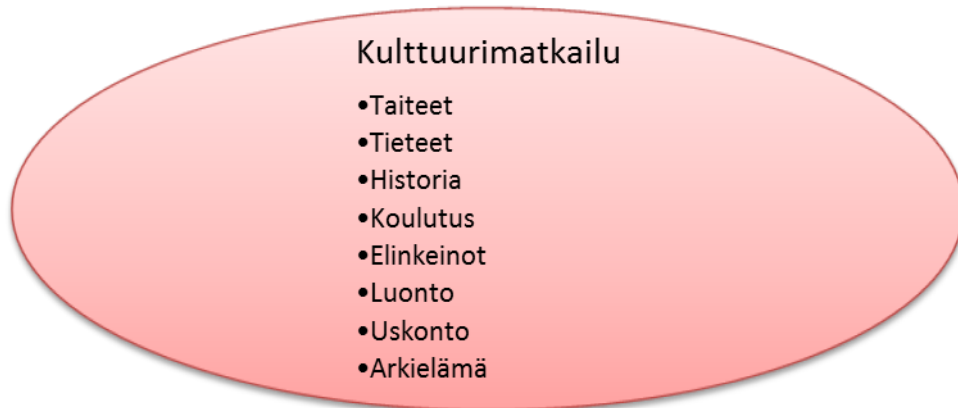 Kulttuurimatkailu
•Taiteet
•Tieteet
•Historia
•Koulutus
•Elinkeinot
•Luonto
•Uskonto
•Arkielämä